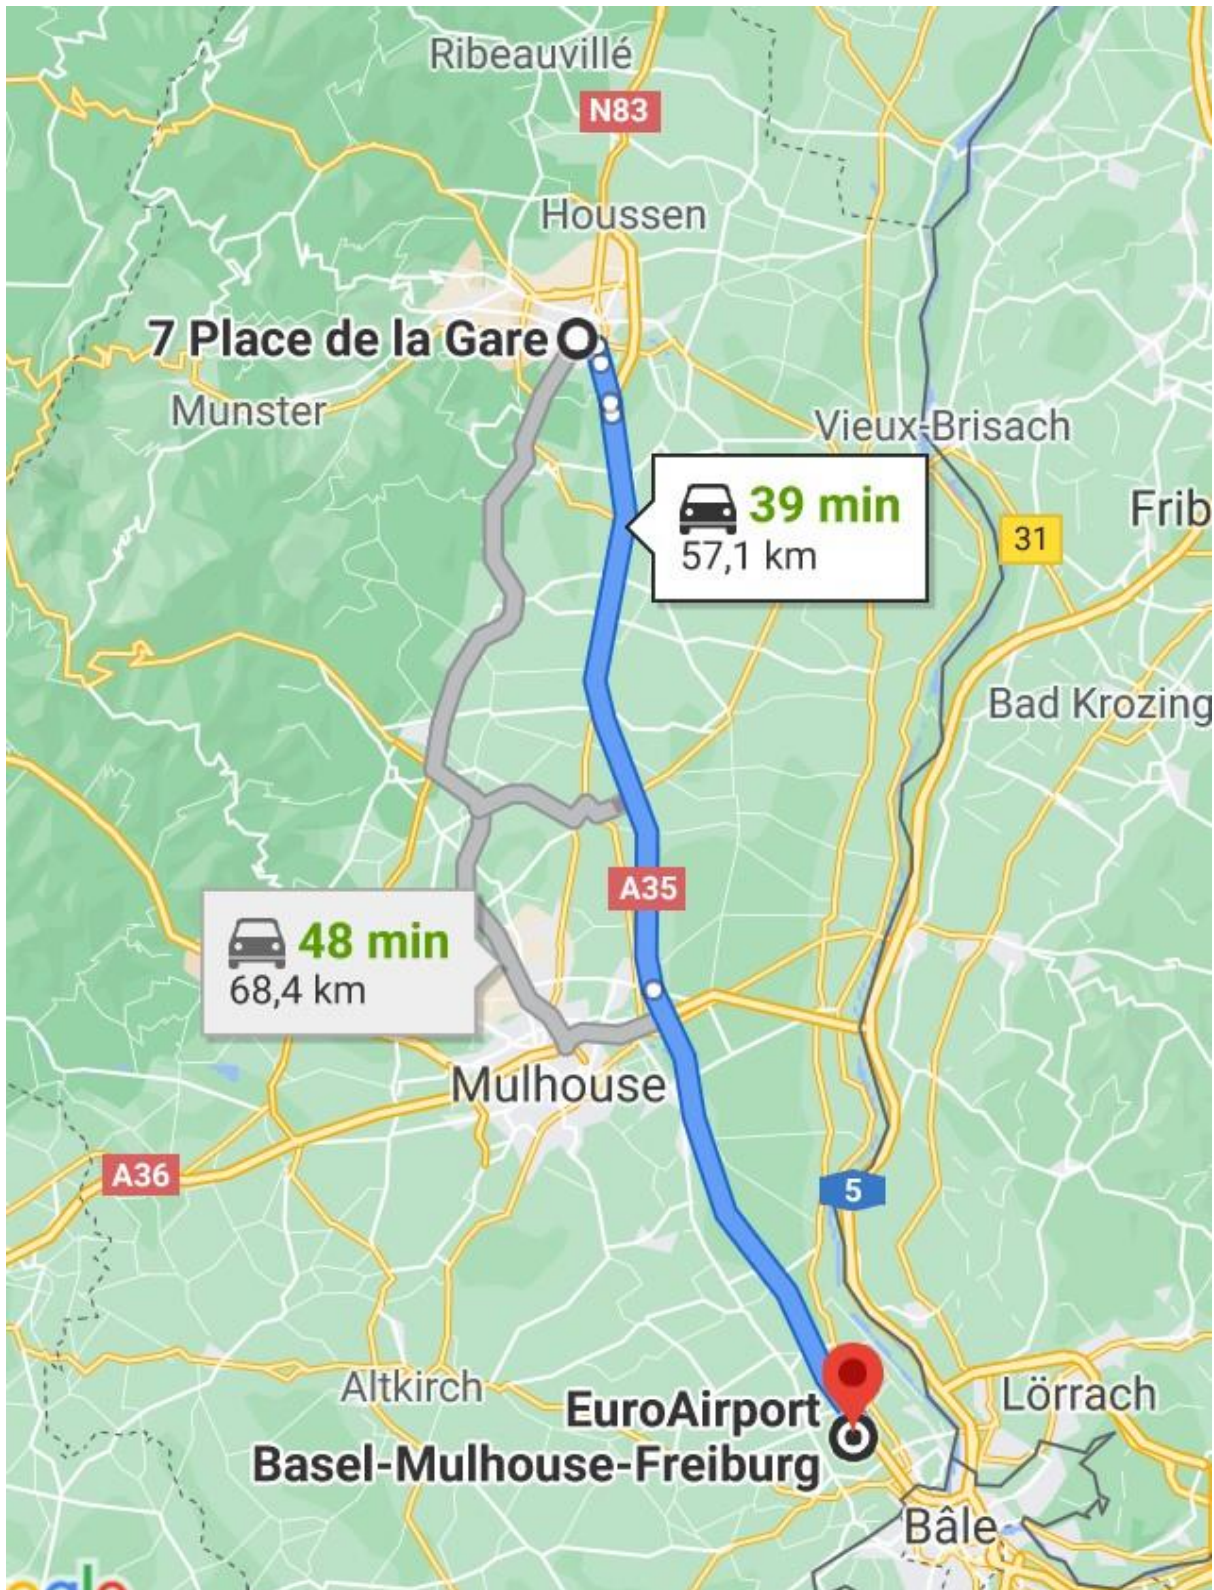 Ribeauvillé
N83
Houssen
7 Place de la Gare
Munster
Vieux-Brisach
39 min
57,1 km
Frib
31
Bad Krozing
A35
48 min
68,4 km
Mulhouse
A36
5
Altkirch
Lörrach
EuroAirport
Basel-Mulhouse-Freiburg
Bâle